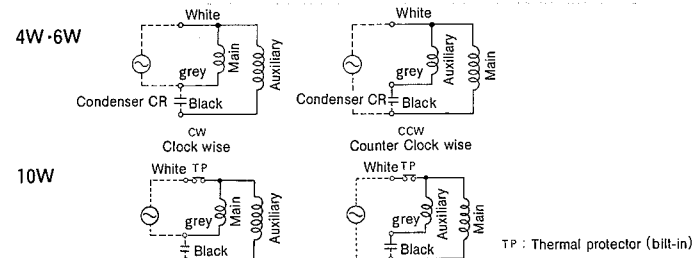 4W·6W
White
grey
Main
Auxiliary
Condenser CR
Black
CW
Clock wise
White
grey
Auxiliary
Main
Condenser CR
Black
CCW
Counter Clock wise
10W
White TP
grey
Main
Auxiliary
Black
White TP
grey
Auxiliary
Main
Black
TP : Thermal protector (bilt-in)